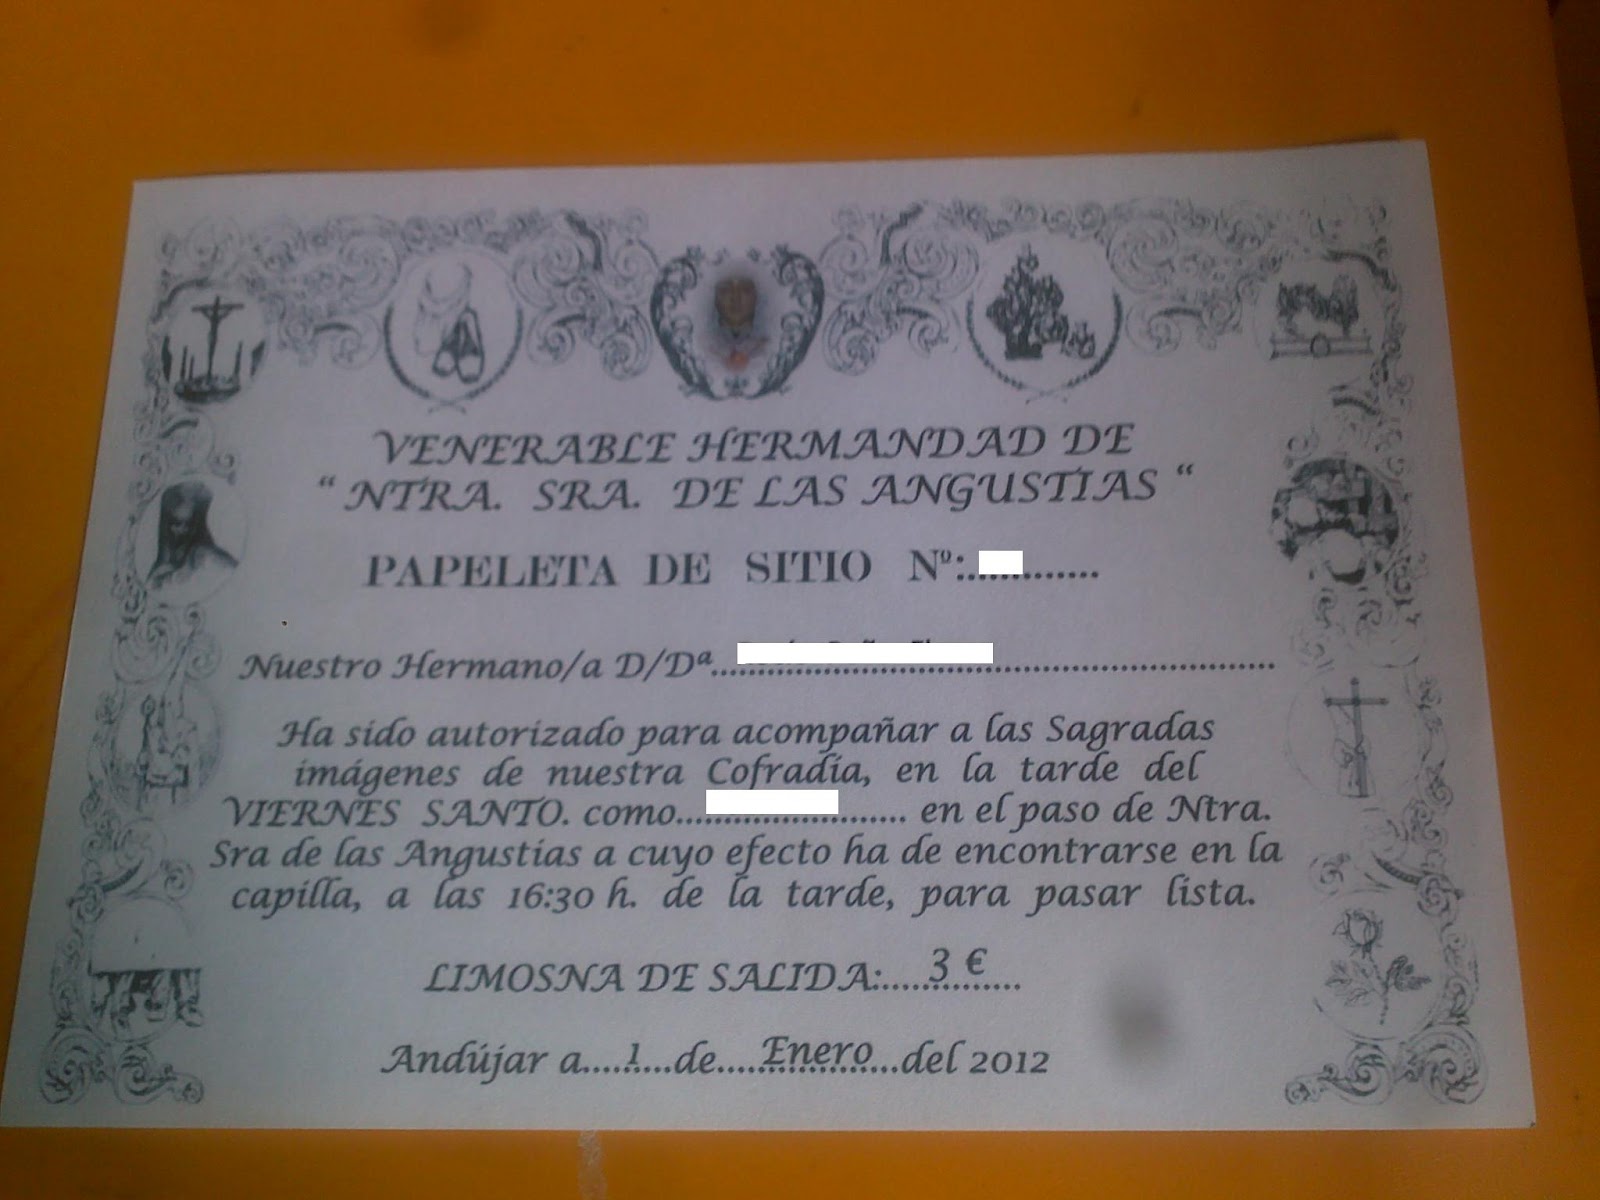 VENERABLE HERMANDAD DE
“ NTRA. SRA. DE LAS ANGUSTIAS “
PAPELETA DE SITIO Nº:.............
Nuestro Hermano/a D/Dª..........................................................
Ha sido autorizado para acompañar a las Sagradas
imágenes de nuestra Cofradía, en la tarde del
VIERNES SANTO. como........................ en el paso de Ntra.
Sra de las Angustias a cuyo efecto ha de encontrarse en la
capilla, a las 16:30 h. de la tarde, para pasar lista.
LIMOSNA DE SALIDA:....3 €....
Andújar a.....1....de.....Enero...del 2012